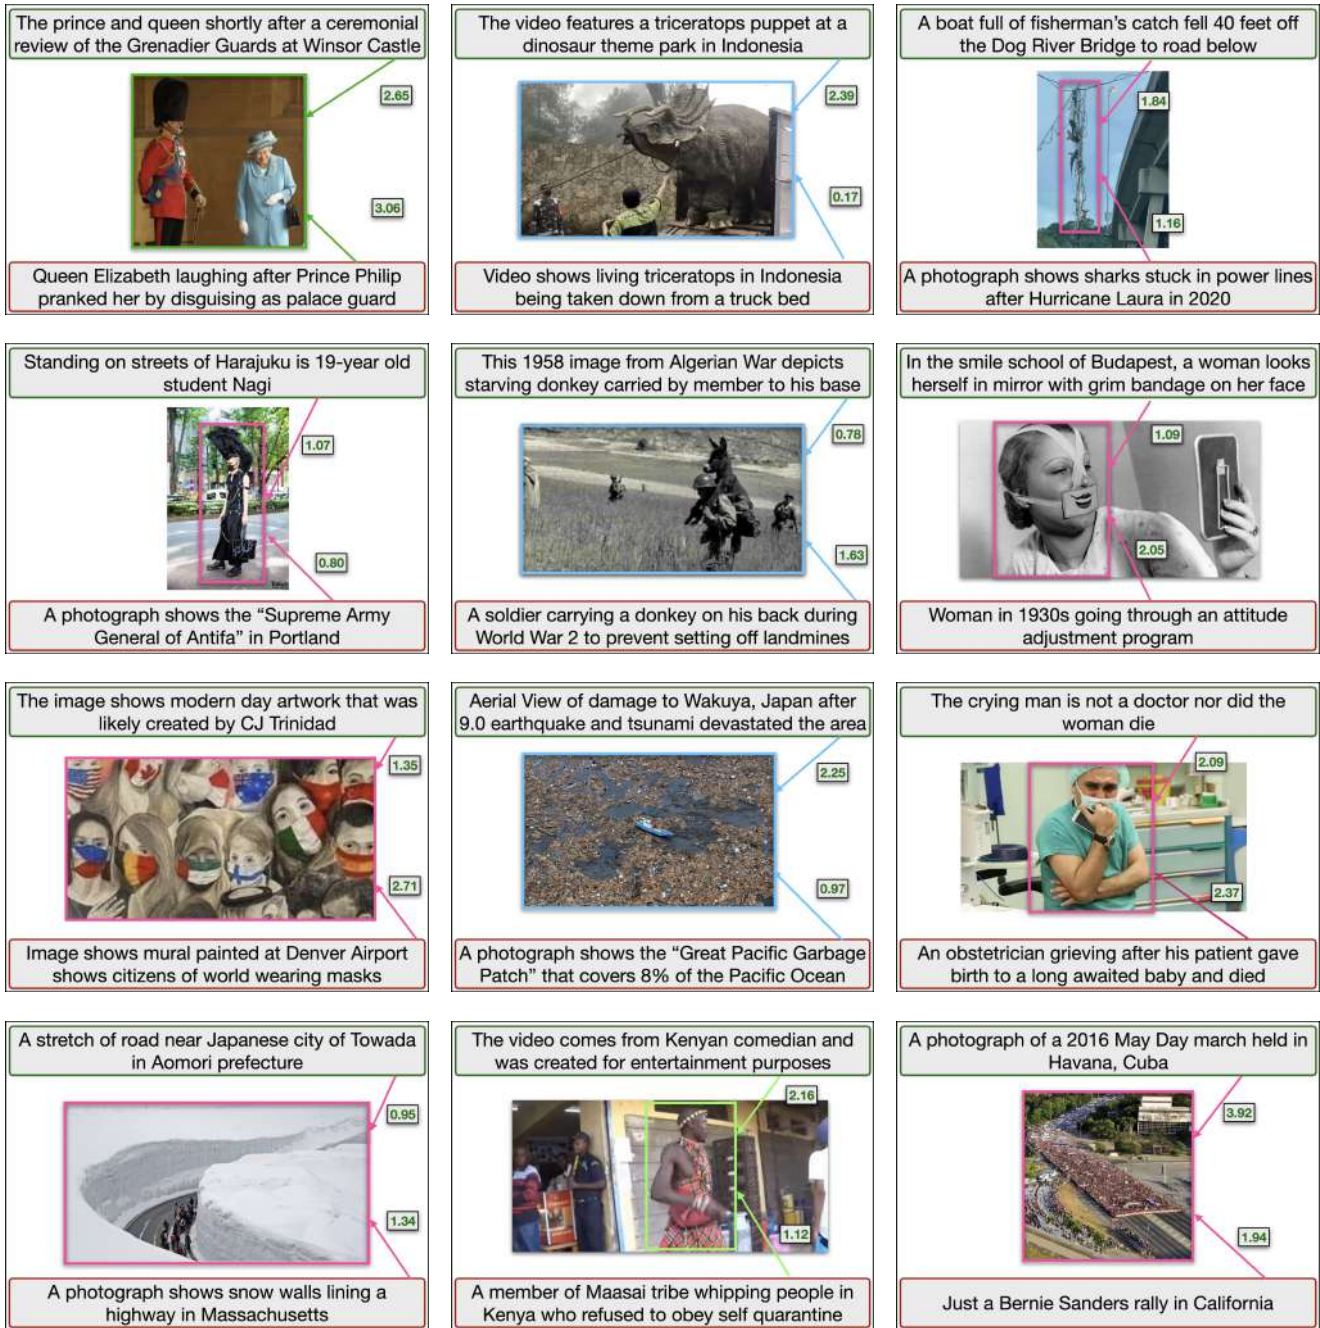 The prince and queen shortly after a ceremonial
review of the Grenadier Guards at Winsor Castle
2.65
3.06
Queen Elizabeth laughing after Prince Philip
pranked her by disguising as palace guard
The video features a triceratops puppet at a
dinosaur theme park in Indonesia
2.39
0.17
Video shows living triceratops in Indonesia
being taken down from a truck bed
A boat full of fisherman's catch fell 40 feet off
the Dog River Bridge to road below
1.84
1.16
A photograph shows sharks stuck in power lines
after Hurricane Laura in 2020
Standing on streets of Harajuku is 19-year old
student Nagi
1.07
0.80
A photograph shows the “Supreme Army
General of Antifa” in Portland
This 1958 image from Algerian War depicts
starving donkey carried by member to his base
0.78
1.63
A soldier carrying a donkey on his back during
World War 2 to prevent setting off landmines
In the smile school of Budapest, a woman looks
herself in mirror with grim bandage on her face
1.09
2.05
Woman in 1930s going through an attitude
adjustment program
The image shows modern day artwork that was
likely created by CJ Trinidad
1.35
2.71
Image shows mural painted at Denver Airport
shows citizens of world wearing masks
Aerial View of damage to Wakuya, Japan after
9.0 earthquake and tsunami devastated the area
2.25
0.97
A photograph shows the “Great Pacific Garbage
Patch” that covers 8% of the Pacific Ocean
The crying man is not a doctor nor did the
woman die
2.09
2.37
An obstetrician grieving after his patient gave
birth to a long awaited baby and died
A stretch of road near Japanese city of Towada
in Aomori prefecture
0.95
1.34
A photograph shows snow walls lining a
highway in Massachusetts
The video comes from Kenyan comedian and
was created for entertainment purposes
2.16
1.12
A member of Maasai tribe whipping people in
Kenya who refused to obey self quarantine
A photograph of a 2016 May Day march held in
Havana, Cuba
3.92
1.94
Just a Bernie Sanders rally in California